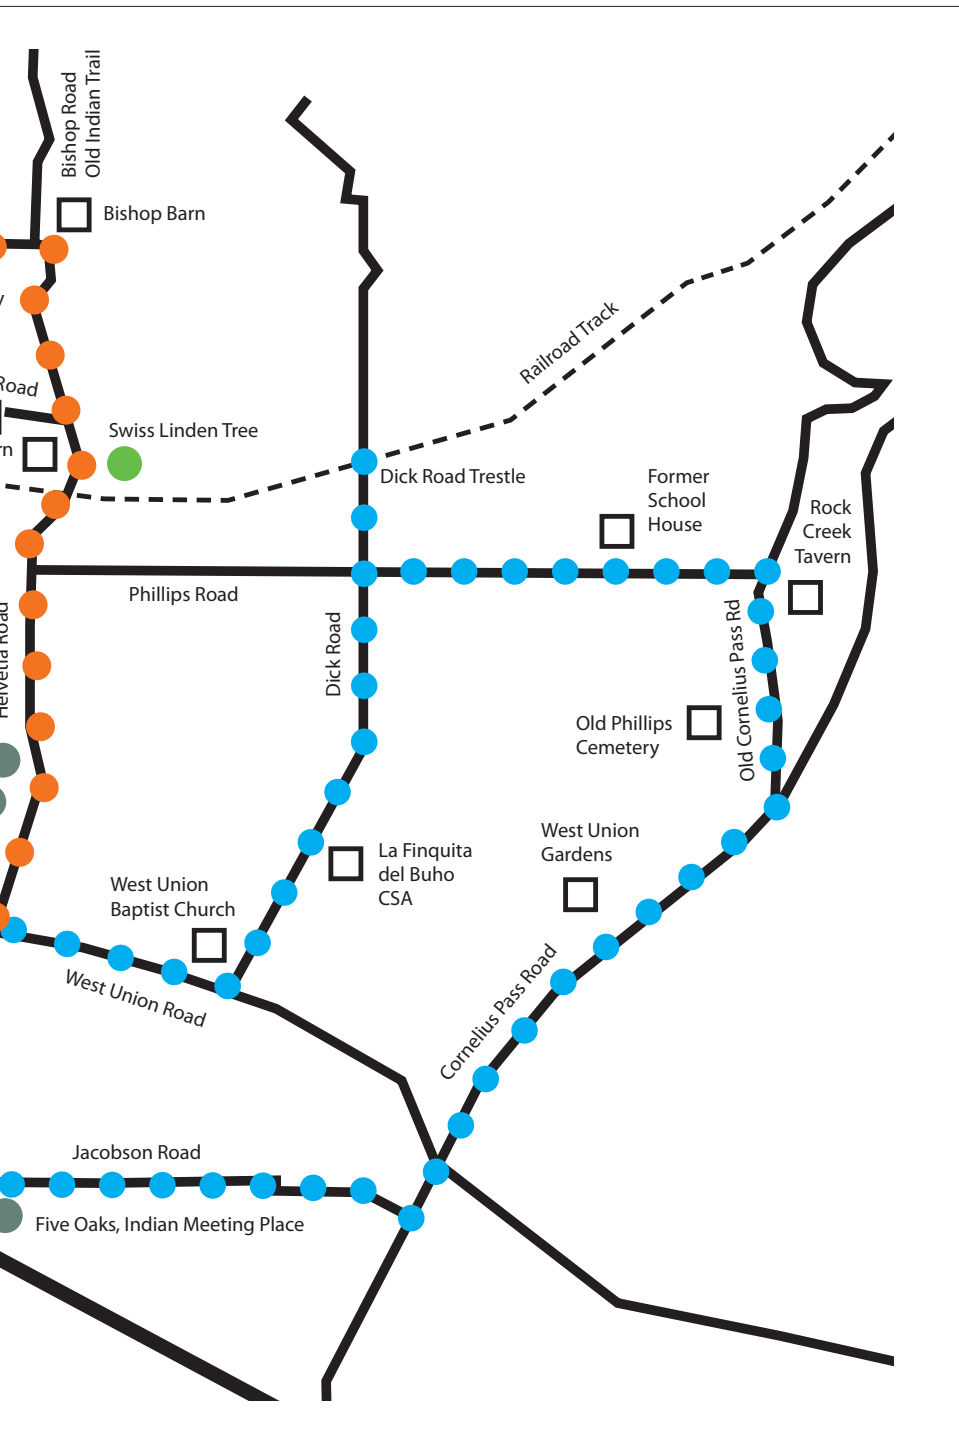 Bishop Road
Old Indian Trail
Bishop Barn
Railroad Track
Road
Swiss Linden Tree
Dick Road Trestle
Former
School
House
Rock
Creek
Tavern
Phillips Road
Helvetia Road
Dick Road
Old Cornelius Pass Rd
Old Phillips
Cemetery
West Union
Gardens
La Finquita
del Buho
CSA
West Union
Baptist Church
West Union Road
Cornelius Pass Road
Jacobson Road
Five Oaks, Indian Meeting Place